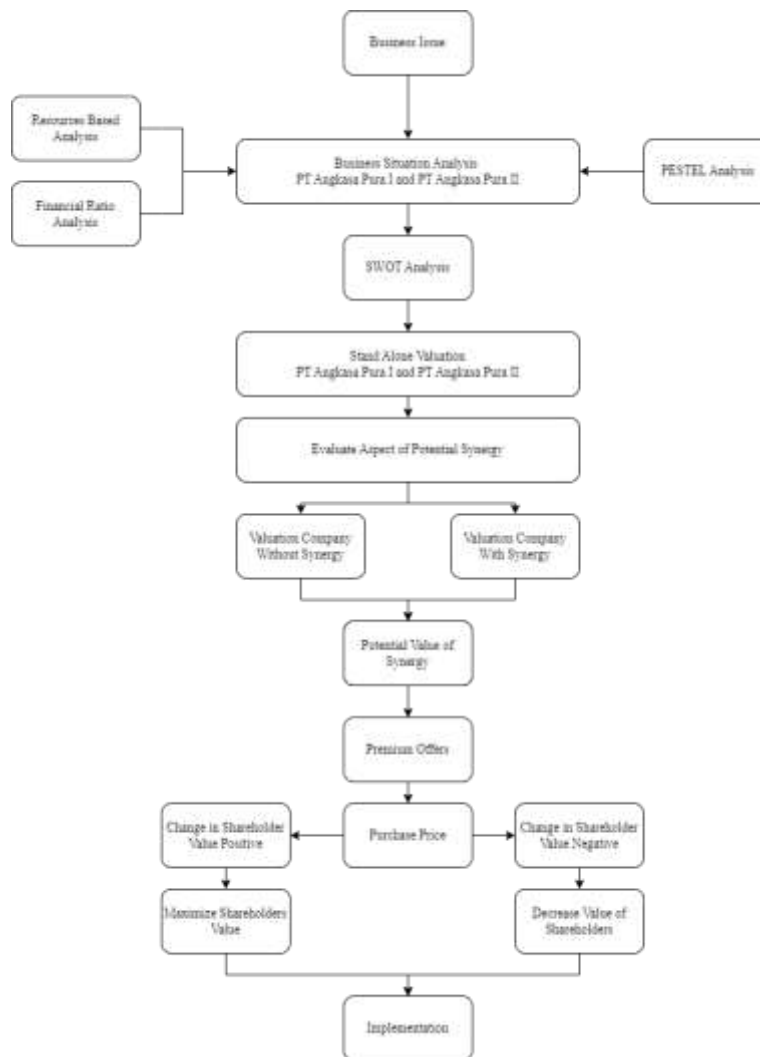 Business Issue
Resources Based
Analysis
Business Situation Analysis
PT Angkasa Pura I and PT Angkasa Pura II
PESTEL Analysis
Financial Ratio
Analysis
SWOT Analysis
Stand Alone Valuation
PT Angkasa Pura I and PT Angkasa Pura II
Evaluate Aspect of Potential Synergy
Valuation Company
Without Synergy
Valuation Company
With Synergy
Potential Value of
Synergy
Premium Offers
Change in Shareholder
Value Positive
Purchase Price
Change in Shareholder
Value Negative
Maximize Shareholders
Value
Decrease Value of
Shareholders
Implementation